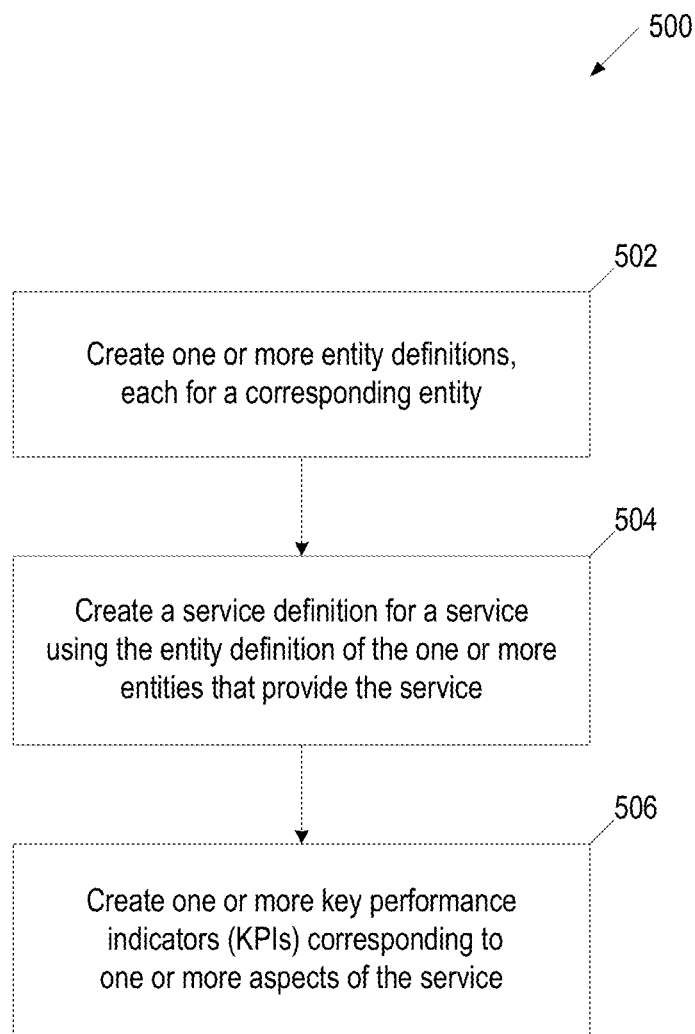 500
502
Create one or more entity definitions,
each for a corresponding entity
504
Create a service definition for a service
using the entity definition of the one or more
entities that provide the service
506
Create one or more key performance
indicators (KPIs) corresponding to
one or more aspects of the service